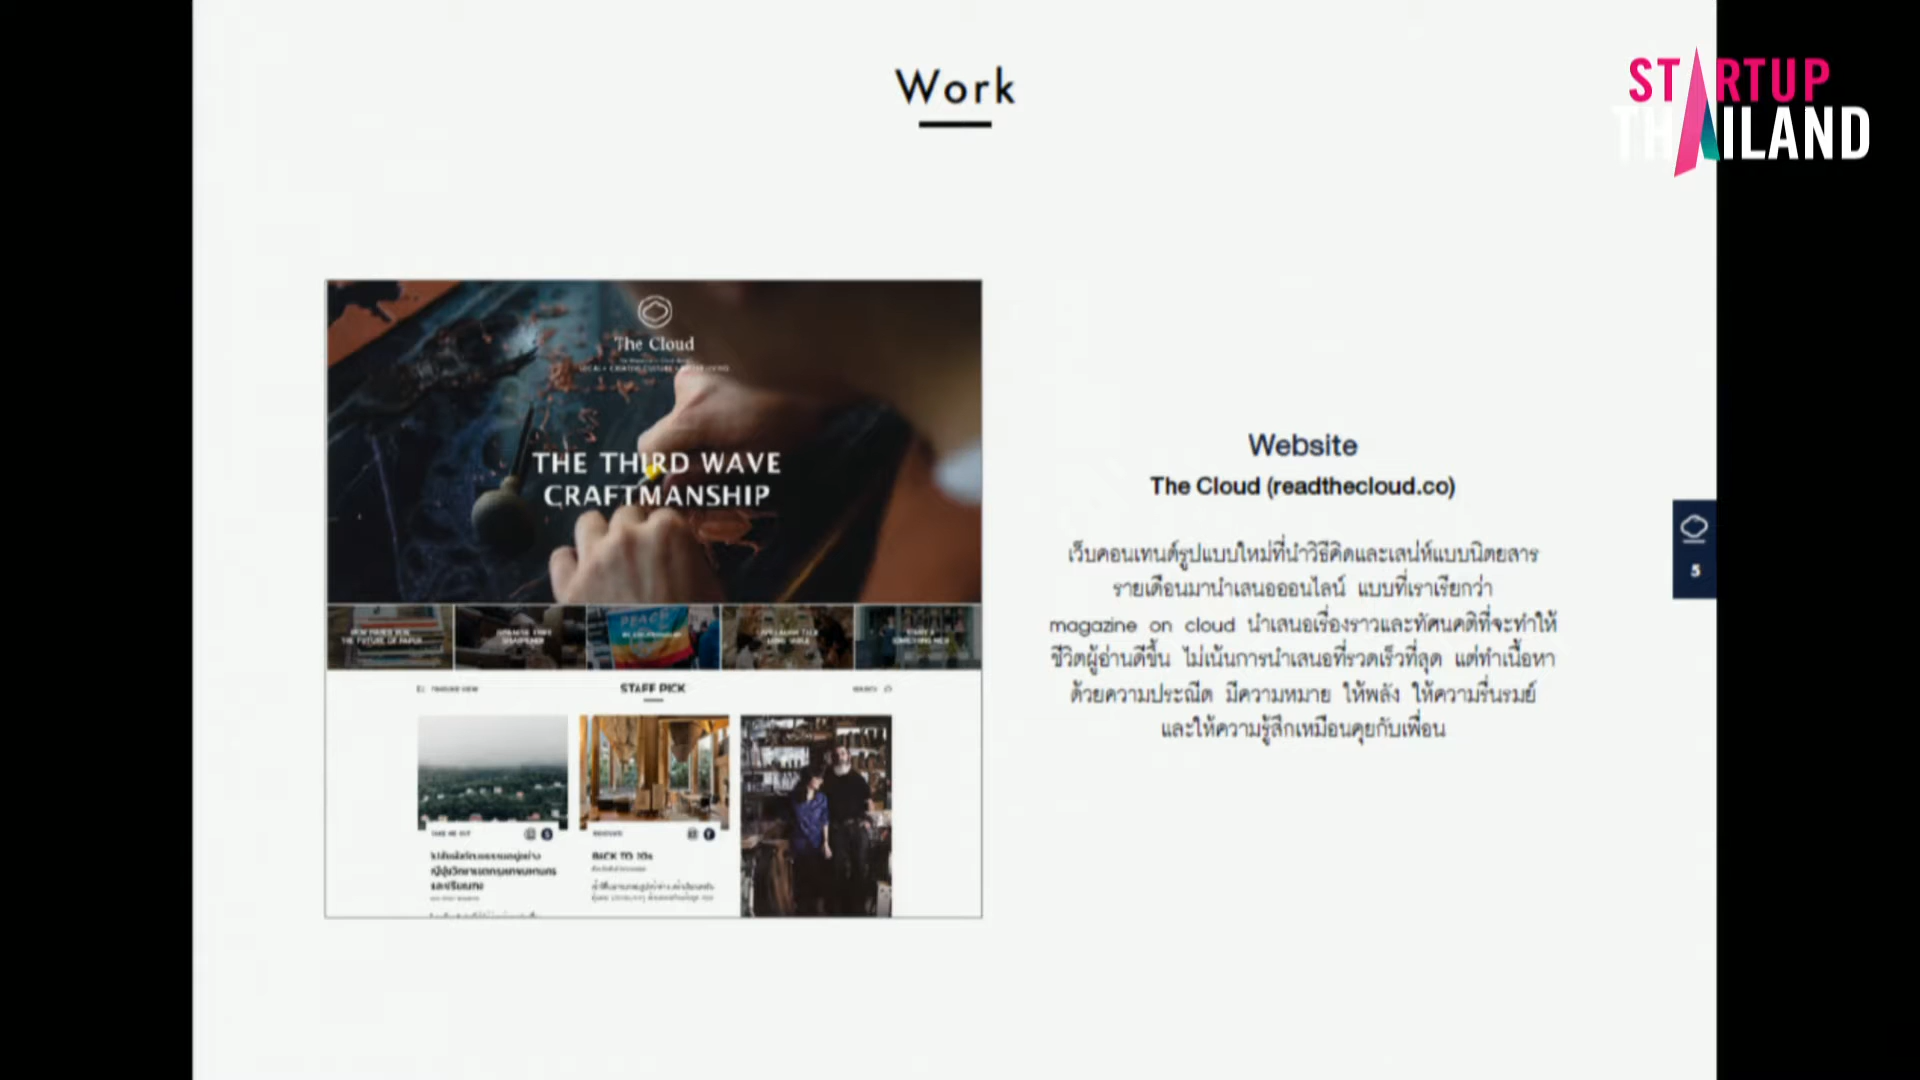 Work
STARTUP
THAILAND
The Cloud
THE THIRD WAVE
CRAFTMANSHIP
PEACE
STAFF PICK
TAKE ME OUT
BACK TO 10s
Website
The Cloud (readthecloud.co)
เว็บคอนเทนต์รูปแบบใหม่ที่นำวิธีคิดและเสน่ห์แบบนิตยสาร
รายเดือนมานำเสนอออนไลน์ แบบที่เราเรียกว่า
magazine on cloud นำเสนอเรื่องราวและทัศนคติที่จะทำให้
ชีวิตผู้อ่านดีขึ้น ไม่เน้นการนำเสนอที่รวดเร็วที่สุด แต่ทำเนื้อหา
ด้วยความประณีต มีความหมาย ให้พลัง ให้ความรื่นรมย์
และให้ความรู้สึกเหมือนคุยกับเพื่อน
5